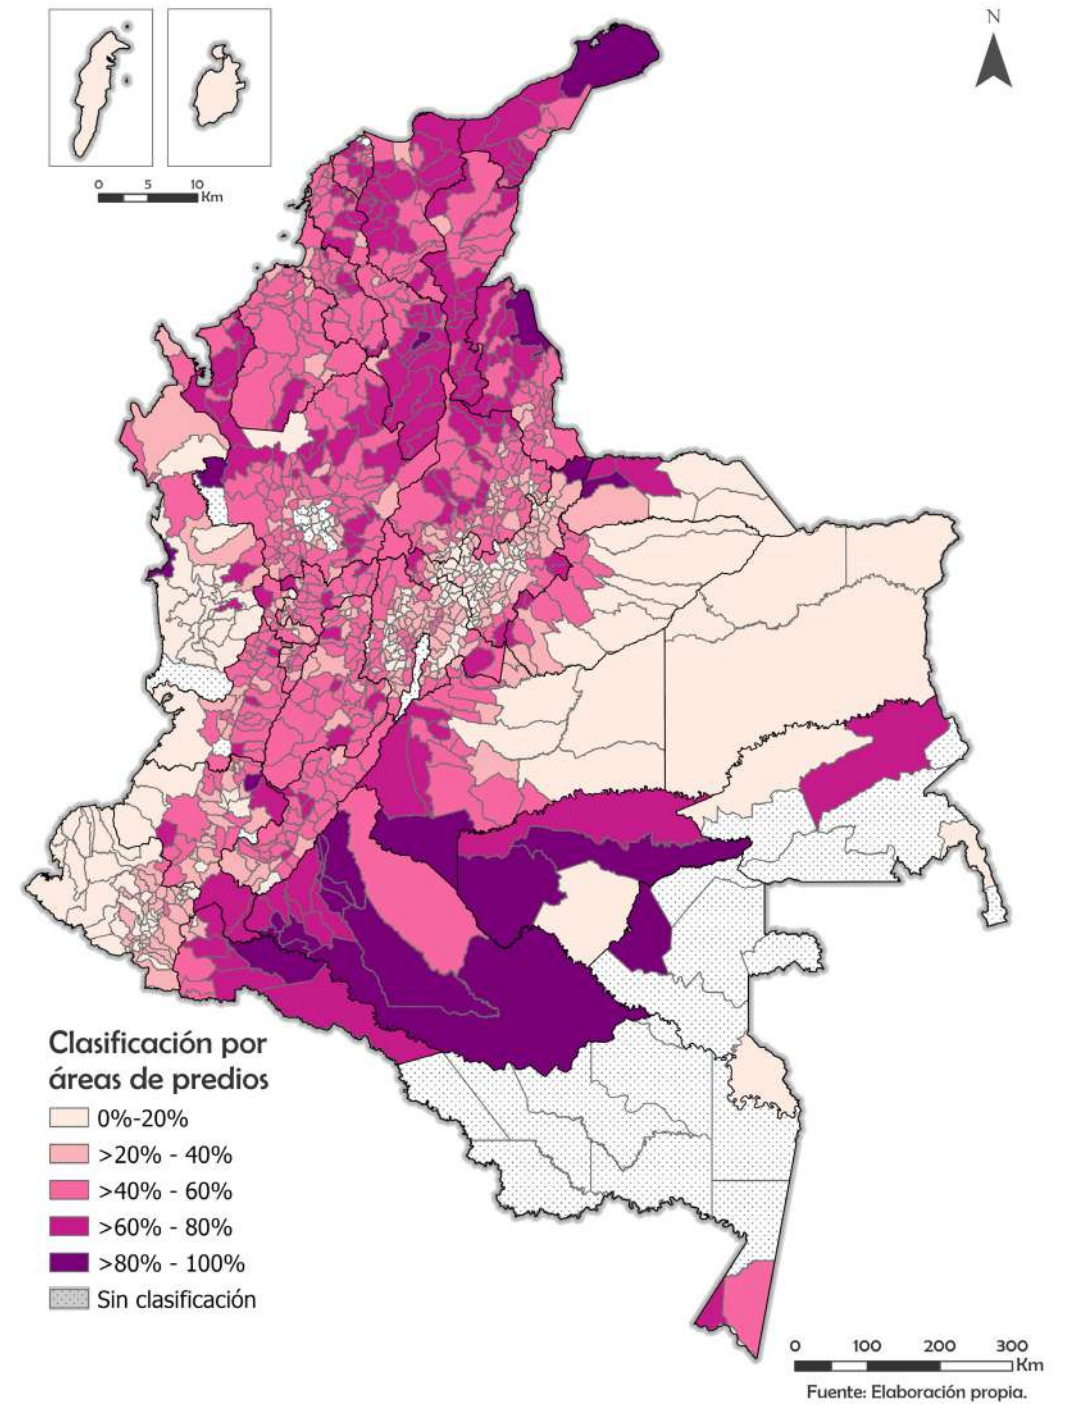 N
0 5 10
Km
Clasificación por
áreas de predios
0%-20%
>20% - 40%
>40% - 60%
>60% - 80%
>80% - 100%
Sin clasificación
0 100 200 300
Km
Fuente: Elaboración propia.